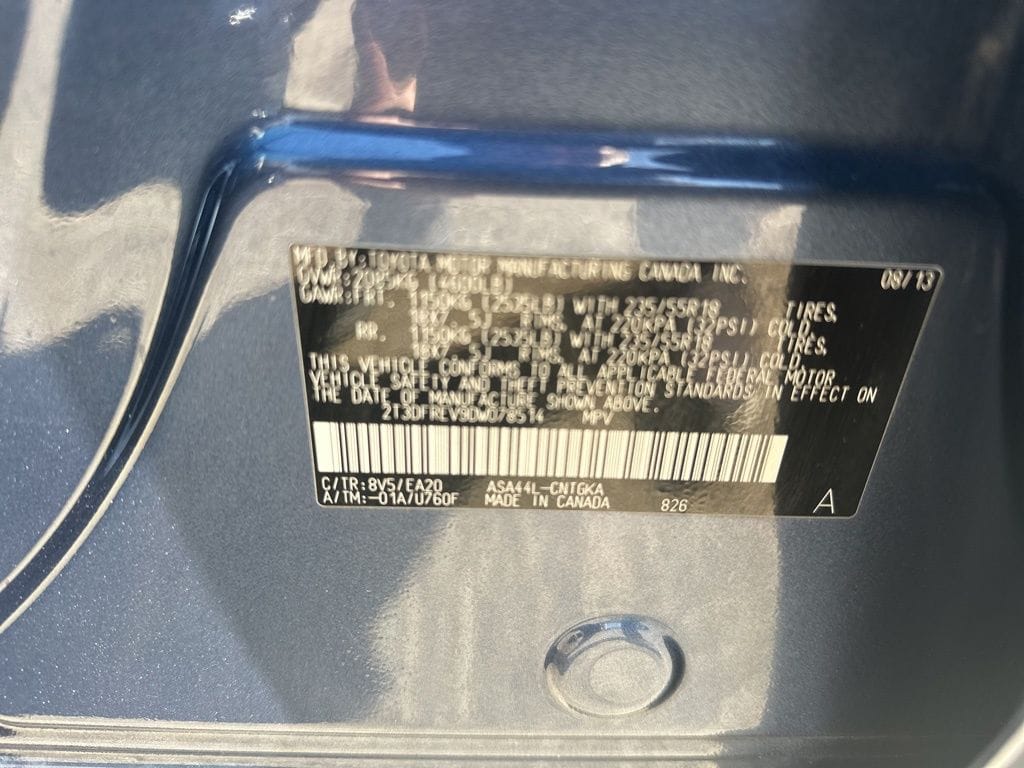 MFD BY: TOYOTA MOTOR MANUFACTURING CANADA INC. 08/13
GVWR: (4600LB)
GAWR: FRT 1150KG (2535LB) WITH 235/55R18 TIRES,
18X7.5J RIMS, AT 220KPA (32PSI) COLD.
RR. 1150KG (2535LB) WITH 235/55R18 TIRES,
18X7.5J RIMS, AT 220KPA (32PSI) COLD.
THIS VEHICLE CONFORMS TO ALL APPLICABLE FEDERAL MOTOR
VEHICLE SAFETY AND THEFT PREVENTION STANDARDS IN EFFECT ON
THE DATE OF MANUFACTURE SHOWN ABOVE.
2T3DFREV9DW078514 MPV
C/TR: 8V5/EA20 ASA44L-CNTGKA
A/TM: -01A/U760F MADE IN CANADA 826 A